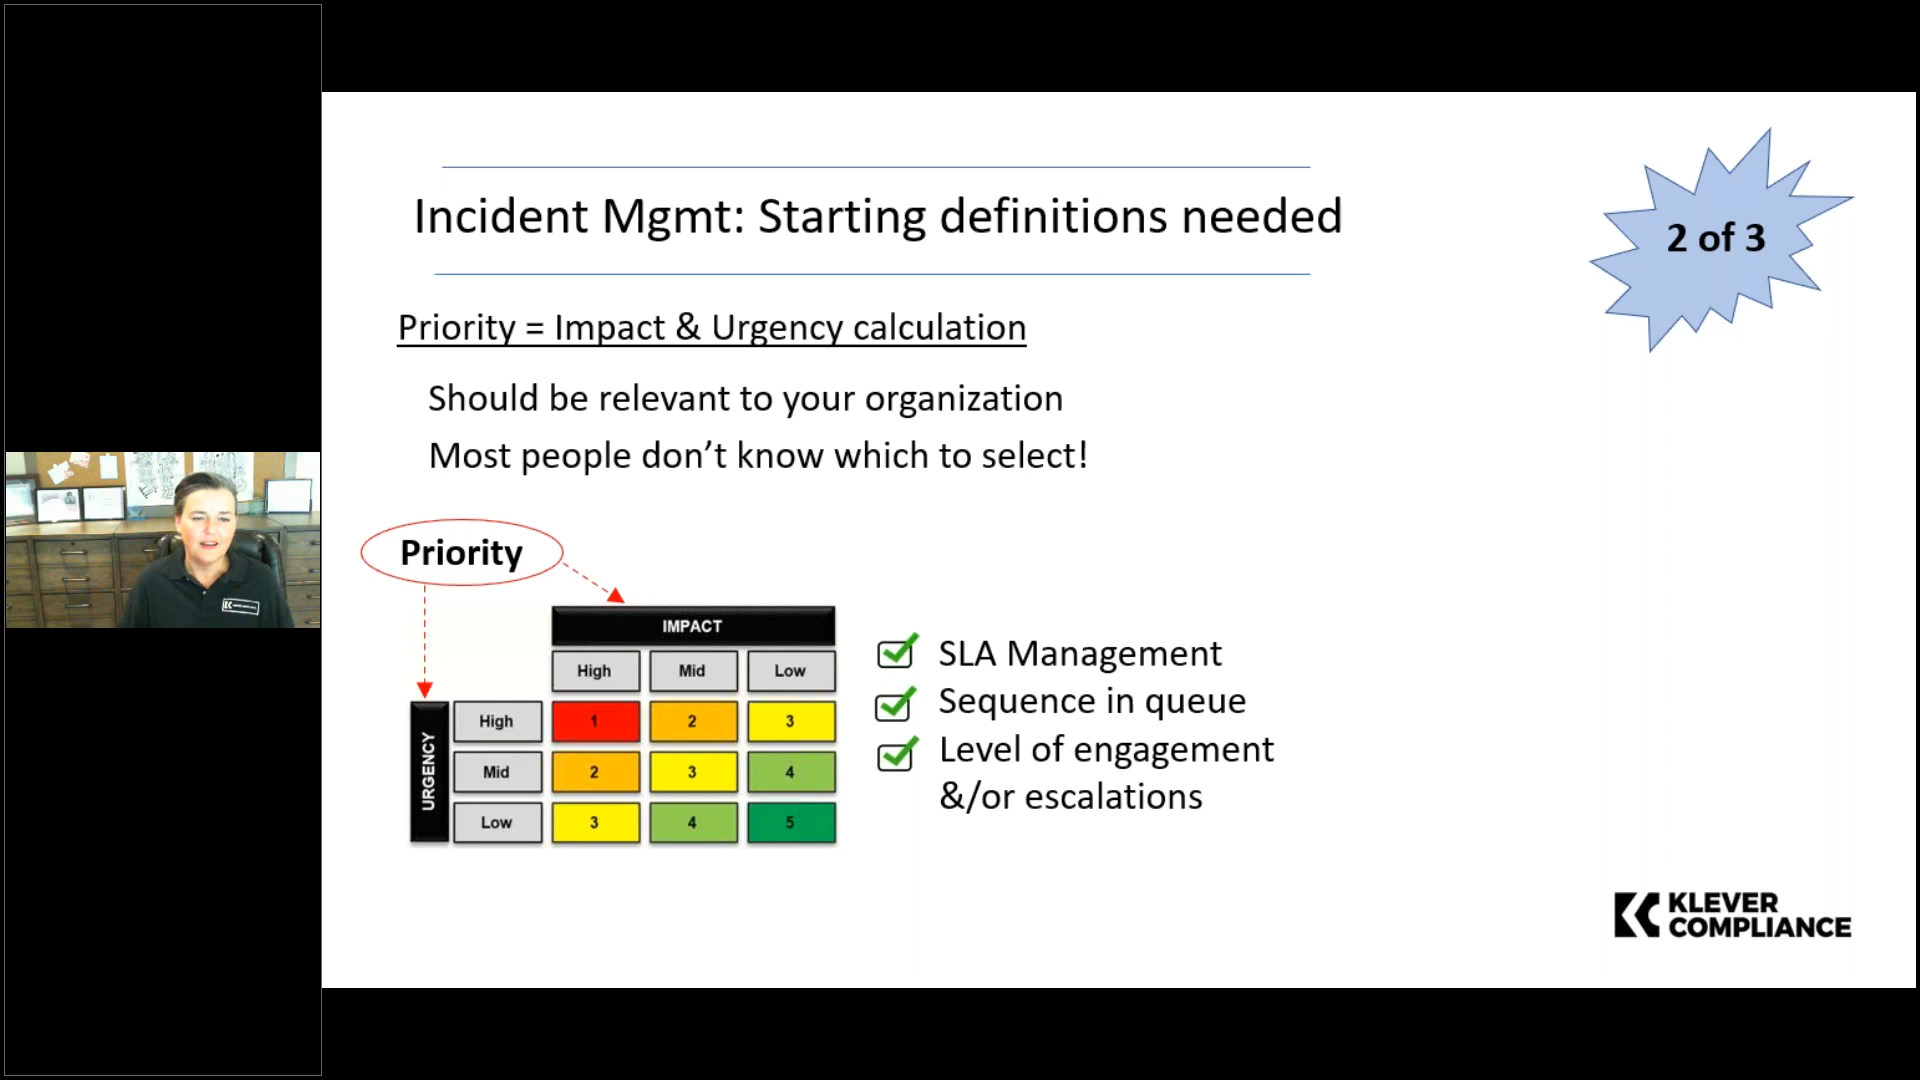 Incident Mgmt: Starting definitions needed
2 of 3
Priority = Impact & Urgency calculation
Should be relevant to your organization
Most people don’t know which to select!
Priority
IMPACT
High Mid Low
URGENCY
High 1 2 3
Mid 2 3 4
Low 3 4 5
SLA Management
Sequence in queue
Level of engagement
&/or escalations
KLEVER
COMPLIANCE